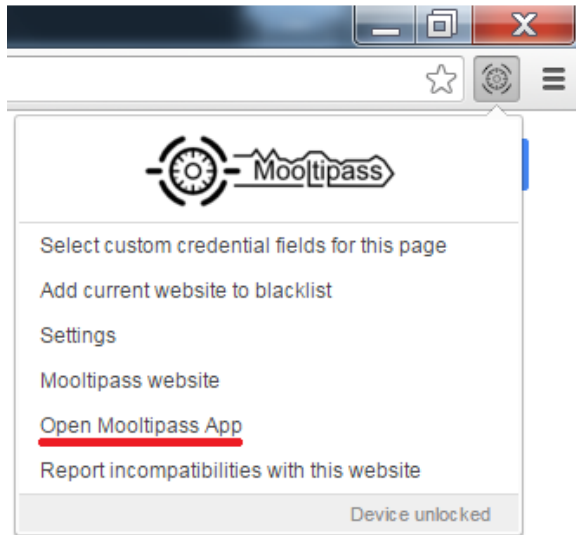 Mooltipass
Select custom credential fields for this page
Add current website to blacklist
Settings
Mooltipass website
Open Mooltipass App
Report incompatibilities with this website
Device unlocked